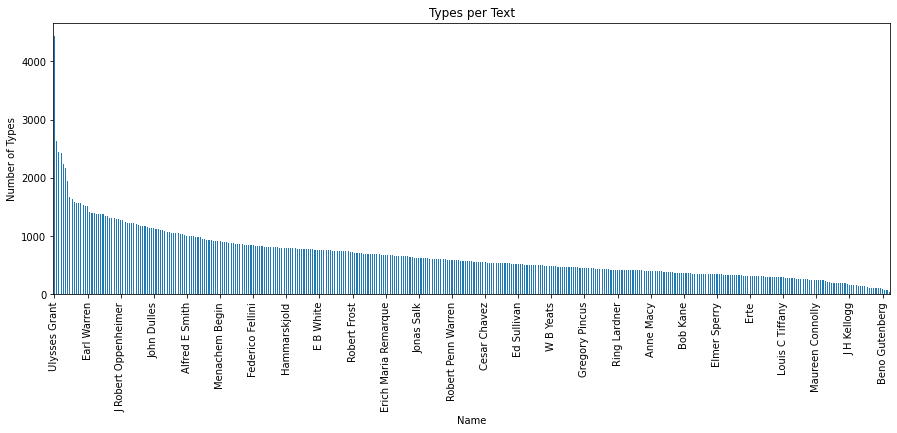 Types per Text
Number of Types
4000
3000
2000
1000
0
Ulysses Grant
Earl Warren
J Robert Oppenheimer
John Dulles
Alfred E Smith
Menachem Begin
Federico Fellini
Hammarskjold
E B White
Robert Frost
Erich Maria Remarque
Jonas Salk
Robert Penn Warren
Cesar Chavez
Ed Sullivan
W B Yeats
Gregory Pincus
Ring Lardner
Anne Macy
Bob Kane
Elmer Sperry
Erte
Louis C Tiffany
Maureen Connolly
J H Kellogg
Beno Gutenberg
Name